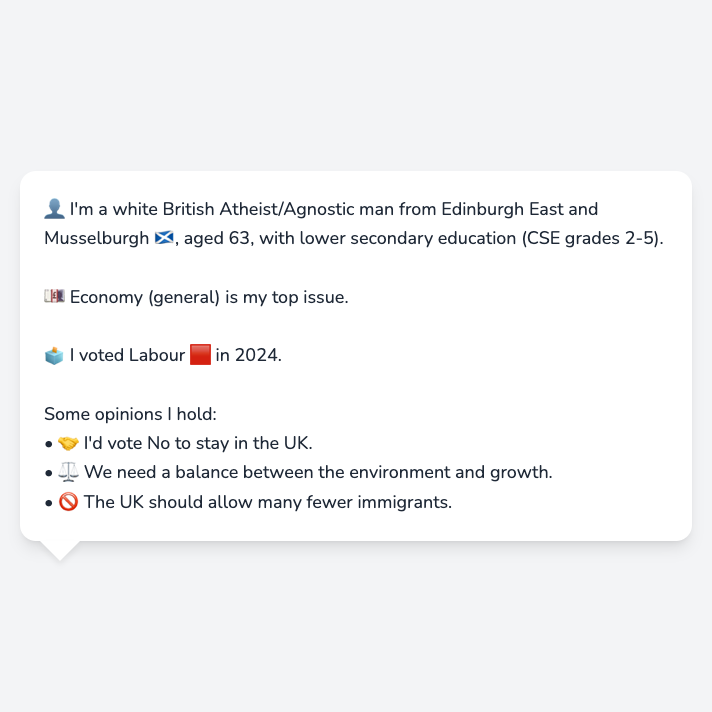 👤 I'm a white British Atheist/Agnostic man from Edinburgh East and
Musselburgh 🏴󠁧󠁢󠁳󠁣󠁴󠁿, aged 63, with lower secondary education (CSE grades 2-5).
💷 Economy (general) is my top issue.
🗳️ I voted Labour 🟥 in 2024.
Some opinions I hold:
• 🤝 I'd vote No to stay in the UK.
• ⚖️ We need a balance between the environment and growth.
• 🚫 The UK should allow many fewer immigrants.